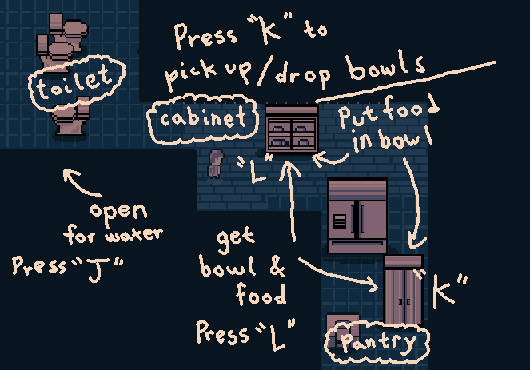 Press "K" to
pick up/drop bowls
toilet
cabinet
Put food
in bowl
"L"
open
for water
Press "J"
get
bowl &
food
Press "L"
"K"
Pantry